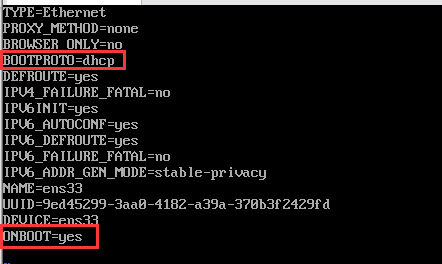 TYPE=Ethernet
PROXY_METHOD=none
BROWSER_ONLY=no
BOOTPROTO=dhcp
DEFROUTE=yes
IPV4_FAILURE_FATAL=no
IPV6INIT=yes
IPV6_AUTOCONF=yes
IPV6_DEFROUTE=yes
IPV6_FAILURE_FATAL=no
IPV6_ADDR_GEN_MODE=stable-privacy
NAME=ens33
UUID=9ed45299-3aa0-4182-a39a-370b3f2429fd
DEVICE=ens33
ONBOOT=yes